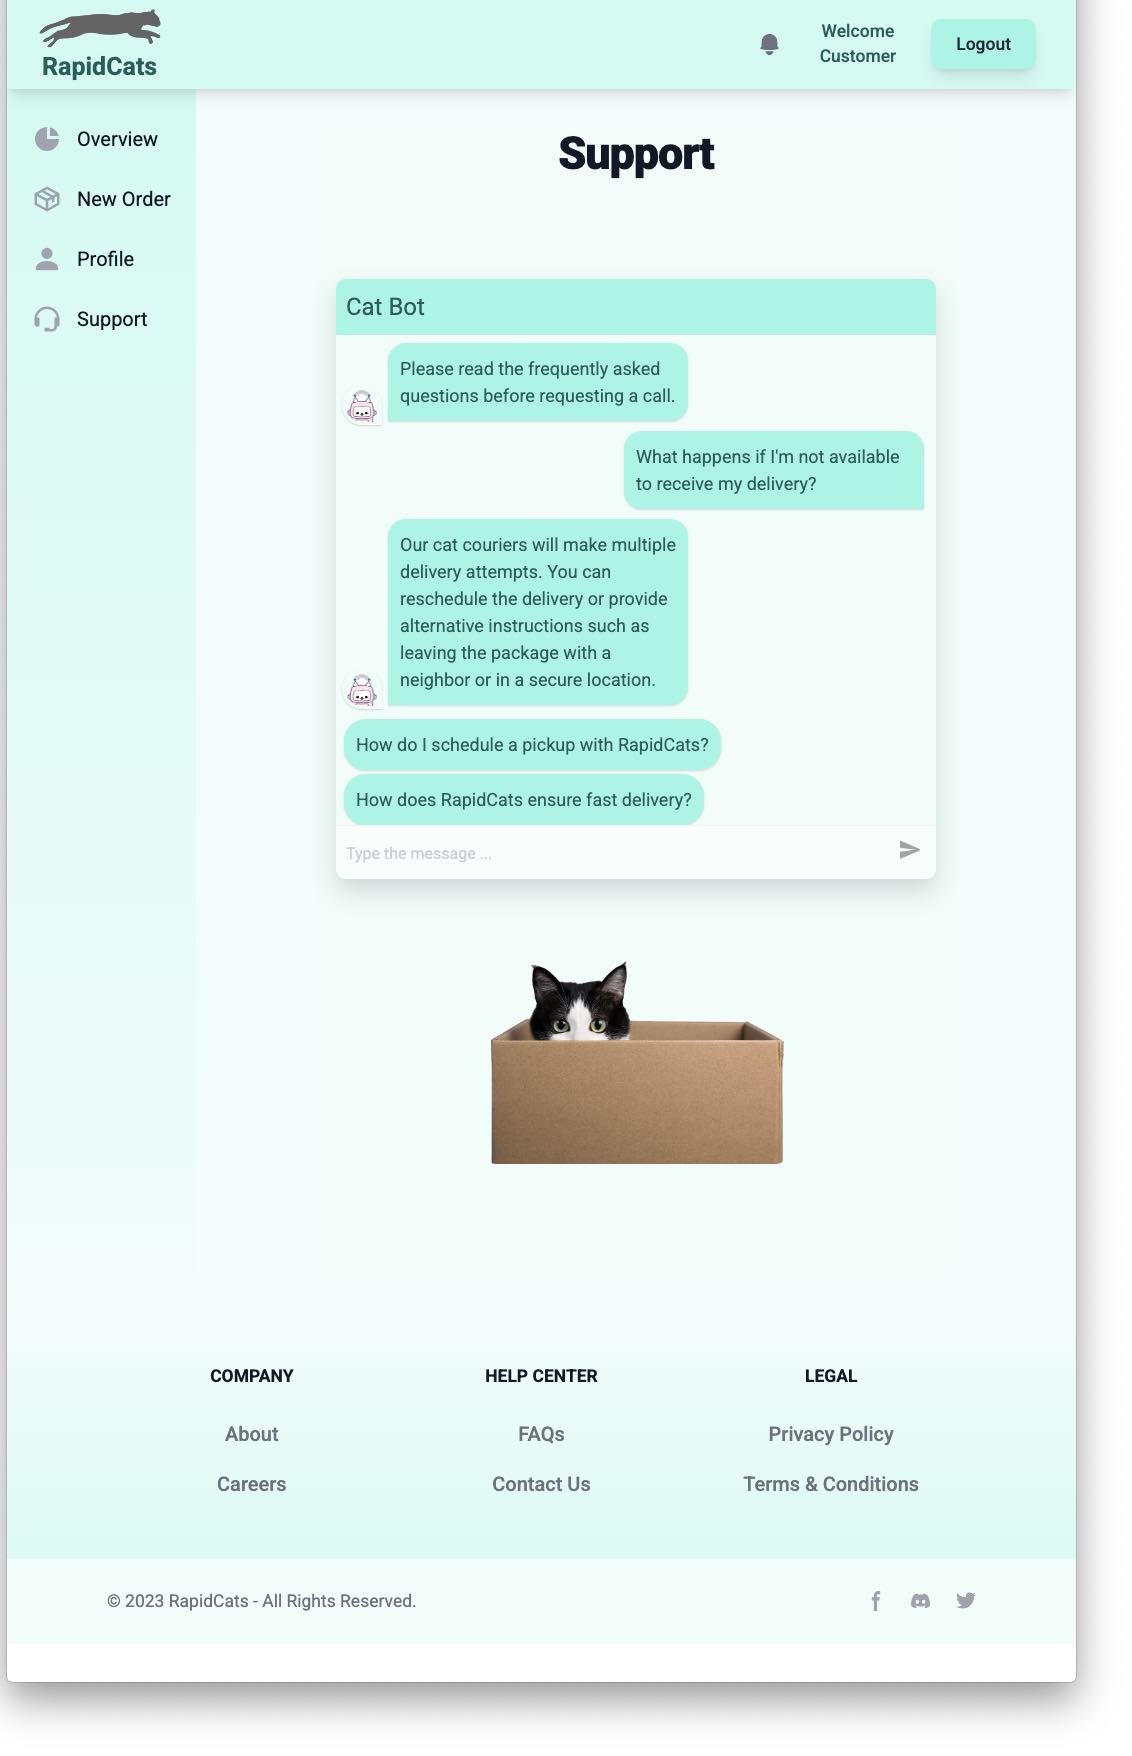 RapidCats
Welcome
Customer
Logout
Overview
New Order
Profile
Support
Support
Cat Bot
Please read the frequently asked
questions before requesting a call.
What happens if I'm not available
to receive my delivery?
Our cat couriers will make multiple
delivery attempts. You can
reschedule the delivery or provide
alternative instructions such as
leaving the package with a
neighbor or in a secure location.
How do I schedule a pickup with RapidCats?
How does RapidCats ensure fast delivery?
Type the message ...
COMPANY
About
Careers
HELP CENTER
FAQs
Contact Us
LEGAL
Privacy Policy
Terms & Conditions
© 2023 RapidCats - All Rights Reserved.